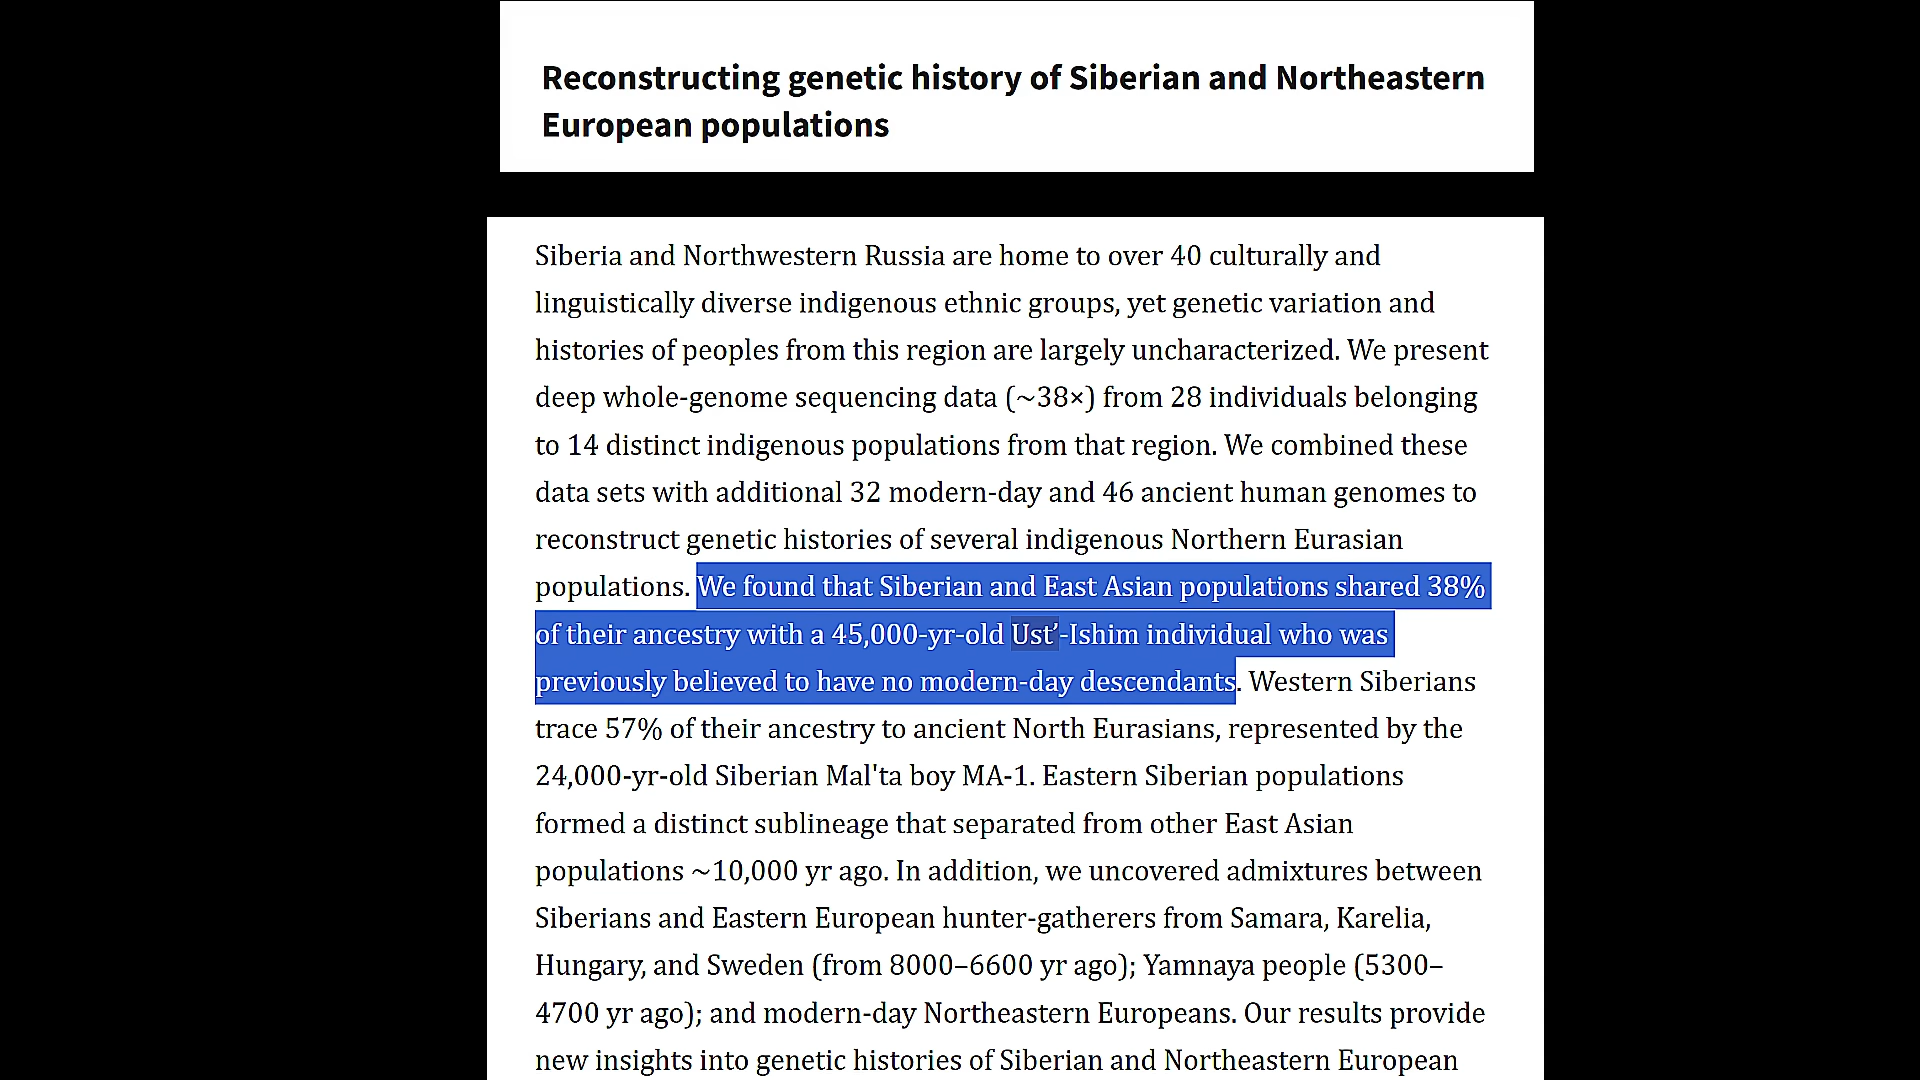 Reconstructing genetic history of Siberian and Northeastern
European populations
Siberia and Northwestern Russia are home to over 40 culturally and
linguistically diverse indigenous ethnic groups, yet genetic variation and
histories of peoples from this region are largely uncharacterized. We present
deep whole-genome sequencing data (~38×) from 28 individuals belonging
to 14 distinct indigenous populations from that region. We combined these
data sets with additional 32 modern-day and 46 ancient human genomes to
reconstruct genetic histories of several indigenous Northern Eurasian
populations. We found that Siberian and East Asian populations shared 38%
of their ancestry with a 45,000-yr-old Ust’-Ishim individual who was
previously believed to have no modern-day descendants. Western Siberians
trace 57% of their ancestry to ancient North Eurasians, represented by the
24,000-yr-old Siberian Mal'ta boy MA-1. Eastern Siberian populations
formed a distinct sublineage that separated from other East Asian
populations ~10,000 yr ago. In addition, we uncovered admixtures between
Siberians and Eastern European hunter-gatherers from Samara, Karelia,
Hungary, and Sweden (from 8000–6600 yr ago); Yamnaya people (5300–
4700 yr ago); and modern-day Northeastern Europeans. Our results provide
new insights into genetic histories of Siberian and Northeastern European